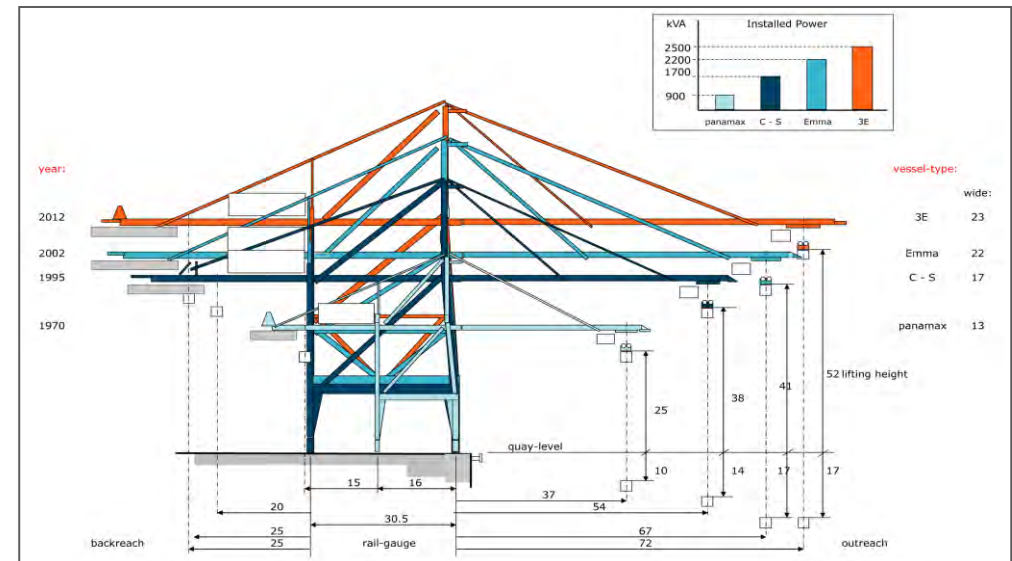 kVA Installed Power
2500
2200
1700
900
panamax C - S Emma 3E
year: vessel-type:
wide:
2012 3E 23
2002 Emma 22
1995 C - S 17
1970 panamax 13
52 lifting height
41
38
25
quay-level
10 14 17 17
15 16
37
20 54
30.5
25 67
backreach 25 rail-gauge 72 outreach